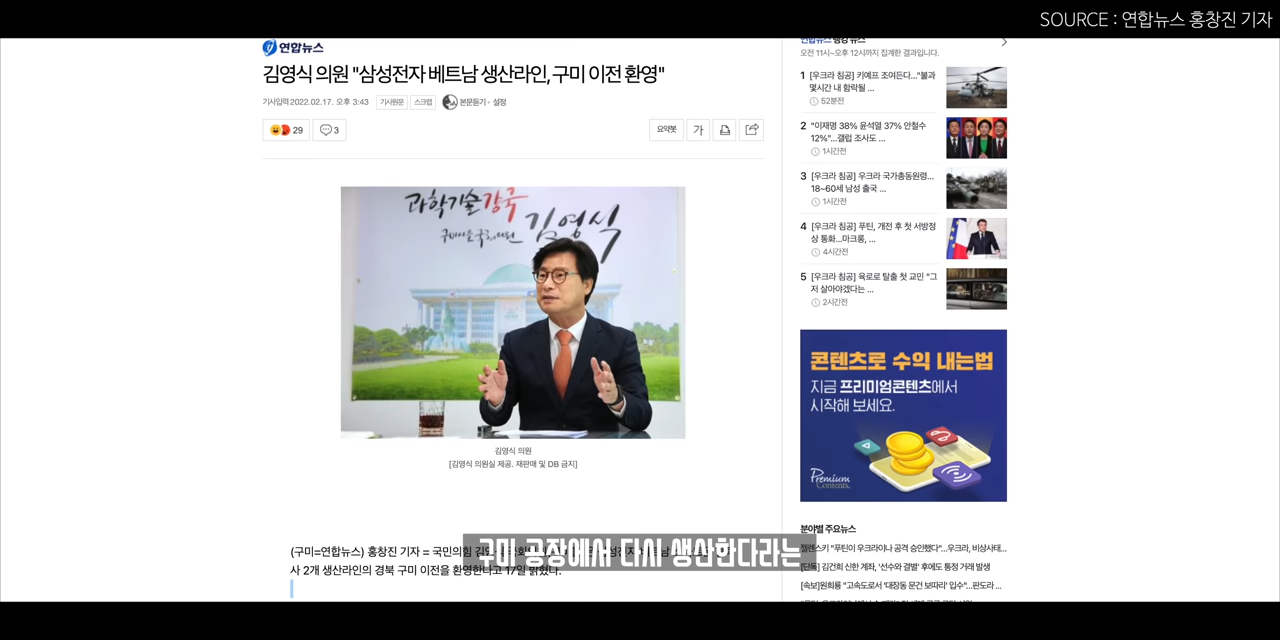 SOURCE : 연합뉴스 홍창진 기자
연합뉴스
김영식 의원 "삼성전자 베트남 생산라인, 구미 이전 환영"
기사입력 2022.02.17. 오후 3:43 기사원문 스크랩 본문듣기 · 설정
29 3 요약봇 가
과학기술강국
김영식
김영식 의원
[김영식 의원실 제공. 재판매 및 DB 금지]
(구미=연합뉴스) 홍창진 기자 = 국민의힘
사 2개 생산라인의 경북 구미 이전을 환영한다고 17일 밝혔다.
구미 공장에서 다시 생산한다라는
연합뉴스 랭킹 뉴스
오전 11시~오후 12시까지 집계한 결과입니다.
1 [우크라 침공] 키예프 조여든다…"불과
몇시간 내 함락될 ...
52분전
2 "이재명 38% 윤석열 37% 안철수
12%"…갤럽 조사도 ...
1시간전
3 [우크라 침공] 우크라 국가총동원령…
18~60세 남성 출국 ...
1시간전
4 [우크라 침공] 푸틴, 개전 후 첫 서방정
상 통화…마크롱, ...
4시간전
5 [우크라 침공] 육로로 탈출 첫 교민 "그
저 살아야겠다는 ...
2시간전
콘텐츠로 수익 내는법
지금 프리미엄콘텐츠에서
시작해 보세요.
Premium
Contents.
분야별 주요뉴스
젤렌스키 "푸틴이 우크라이나 공격 승인했다"…우크라, 비상사태...
[단독] 김건희 신한 계좌, '선수와 결별' 후에도 통정 거래 발생
[속보]원희룡 "고속도로서 '대장동 문건 보따리' 입수"…판도라 ...